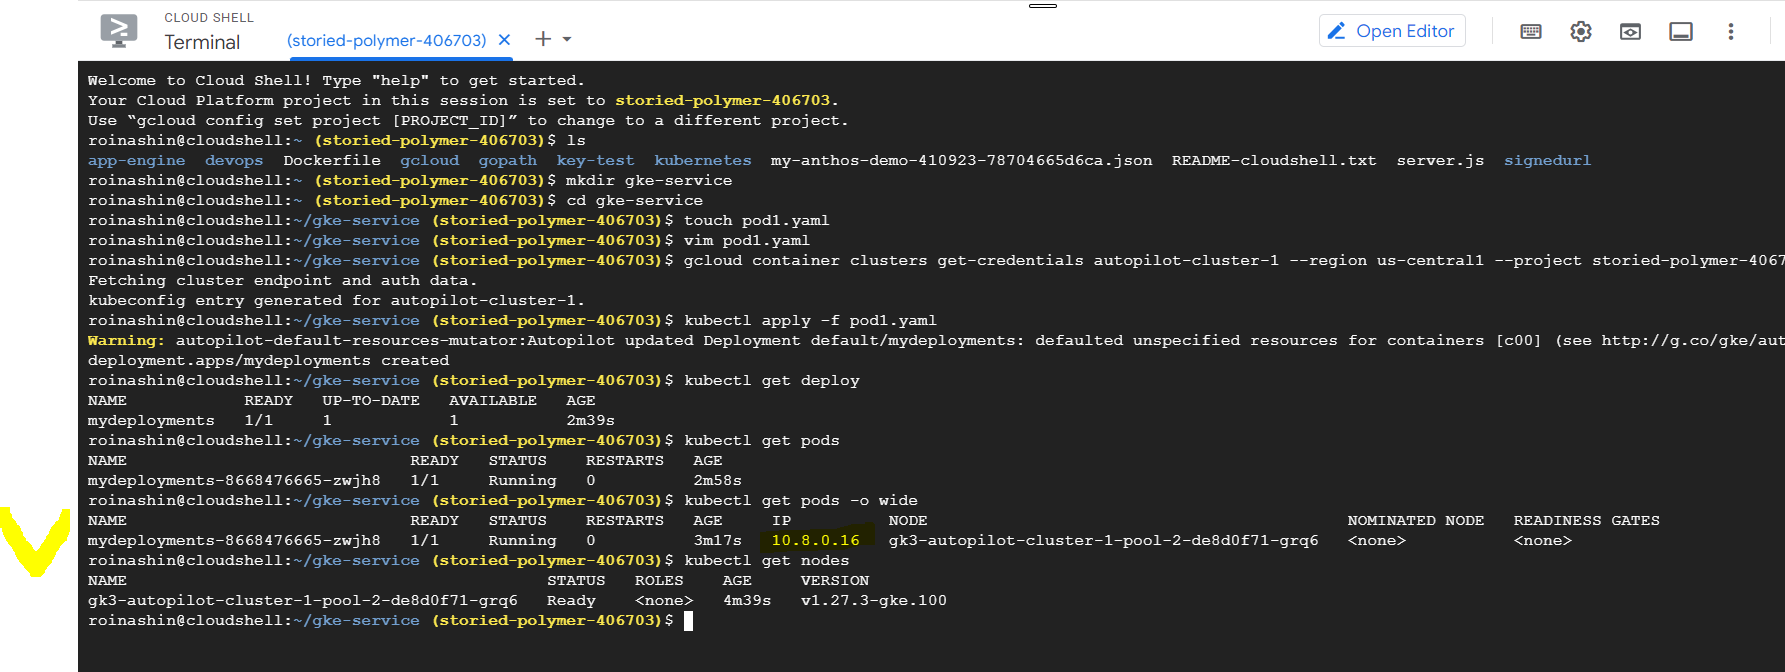 CLOUD SHELL
Terminal
(storied-polymer-406703)
Open Editor
Welcome to Cloud Shell! Type "help" to get started.
Your Cloud Platform project in this session is set to storied-polymer-406703.
Use “gcloud config set project [PROJECT_ID]” to change to a different project.
roinashin@cloudshell:~ (storied-polymer-406703)$ ls
app-engine devops Dockerfile gcloud gopath key-test kubernetes my-anthos-demo-410923-78704665d6ca.json README-cloudshell.txt server.js signedurl
roinashin@cloudshell:~ (storied-polymer-406703)$ mkdir gke-service
roinashin@cloudshell:~ (storied-polymer-406703)$ cd gke-service
roinashin@cloudshell:~/gke-service (storied-polymer-406703)$ touch pod1.yaml
roinashin@cloudshell:~/gke-service (storied-polymer-406703)$ vim pod1.yaml
roinashin@cloudshell:~/gke-service (storied-polymer-406703)$ gcloud container clusters get-credentials autopilot-cluster-1 --region us-central1 --project storied-polymer-4067
Fetching cluster endpoint and auth data.
kubeconfig entry generated for autopilot-cluster-1.
roinashin@cloudshell:~/gke-service (storied-polymer-406703)$ kubectl apply -f pod1.yaml
Warning: autopilot-default-resources-mutator:Autopilot updated Deployment default/mydeployments: defaulted unspecified resources for containers [c00] (see http://g.co/gke/aut
deployment.apps/mydeployments created
roinashin@cloudshell:~/gke-service (storied-polymer-406703)$ kubectl get deploy
NAME READY UP-TO-DATE AVAILABLE AGE
mydeployments 1/1 1 1 2m39s
roinashin@cloudshell:~/gke-service (storied-polymer-406703)$ kubectl get pods
NAME READY STATUS RESTARTS AGE
mydeployments-8668476665-zwjh8 1/1 Running 0 2m58s
roinashin@cloudshell:~/gke-service (storied-polymer-406703)$ kubectl get pods -o wide
NAME READY STATUS RESTARTS AGE IP NODE NOMINATED NODE READINESS GATES
mydeployments-8668476665-zwjh8 1/1 Running 0 3m17s 10.8.0.16 gk3-autopilot-cluster-1-pool-2-de8d0f71-grq6 <none> <none>
roinashin@cloudshell:~/gke-service (storied-polymer-406703)$ kubectl get nodes
NAME STATUS ROLES AGE VERSION
gk3-autopilot-cluster-1-pool-2-de8d0f71-grq6 Ready <none> 4m39s v1.27.3-gke.100
roinashin@cloudshell:~/gke-service (storied-polymer-406703)$